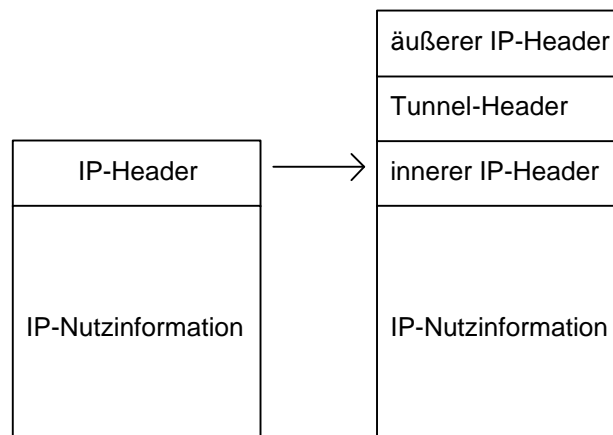 äußerer IP-Header
Tunnel-Header
IP-Header
innerer IP-Header
IP-Nutzinformation
IP-Nutzinformation